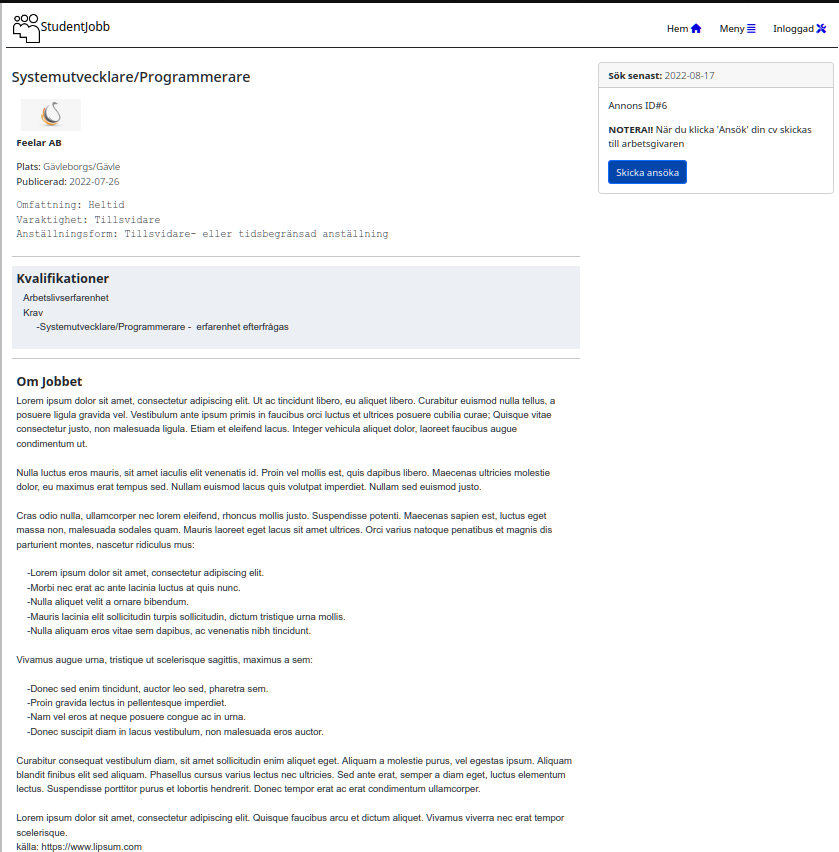 StudentJobb
Hem
Meny
Inloggad
Systemutvecklare/Programmerare
Feelar AB
Plats: Gävleborgs/Gävle
Publicerad: 2022-07-26
Omfattning: Heltid
Varaktighet: Tillsvidare
Anställningsform: Tillsvidare- eller tidsbegränsad anställning
Kvalifikationer
Arbetslivserfarenhet
Krav
-Systemutvecklare/Programmerare - erfarenhet efterfrågas
Om Jobbet
Lorem ipsum dolor sit amet, consectetur adipiscing elit. Ut ac tincidunt libero, eu aliquet libero. Curabitur euismod nulla tellus, a
posuere ligula gravida vel. Vestibulum ante ipsum primis in faucibus orci luctus et ultrices posuere cubilia curae; Quisque vitae
consectetur justo, non malesuada ligula. Etiam et eleifend lacus. Integer vehicula aliquet dolor, laoreet faucibus augue
condimentum ut.
Nulla luctus eros mauris, sit amet iaculis elit venenatis id. Proin vel mollis est, quis dapibus libero. Maecenas ultricies molestie
dolor, eu maximus erat tempus sed. Nullam euismod lacus quis volutpat imperdiet. Nullam sed euismod justo.
Cras odio nulla, ullamcorper nec lorem eleifend, rhoncus mollis justo. Suspendisse potenti. Maecenas sapien est, luctus eget
massa non, malesuada sodales quam. Mauris laoreet eget lacus sit amet ultrices. Orci varius natoque penatibus et magnis dis
parturient montes, nascetur ridiculus mus:
-Lorem ipsum dolor sit amet, consectetur adipiscing elit.
-Morbi nec erat ac ante lacinia luctus at quis nunc.
-Nulla aliquet velit a ornare bibendum.
-Mauris lacinia elit sollicitudin turpis sollicitudin, dictum tristique urna mollis.
-Nulla aliquam eros vitae sem dapibus, ac venenatis nibh tincidunt.
Vivamus augue urna, tristique ut scelerisque sagittis, maximus a sem:
-Donec sed enim tincidunt, auctor leo sed, pharetra sem.
-Proin gravida lectus in pellentesque imperdiet.
-Nam vel eros at neque posuere congue ac in urna.
-Donec suscipit diam in lacus vestibulum, non malesuada eros auctor.
Curabitur consequat vestibulum diam, sit amet sollicitudin enim aliquet eget. Aliquam a molestie purus, vel egestas ipsum. Aliquam
blandit finibus elit sed aliquam. Phasellus cursus varius lectus nec ultricies. Sed ante erat, semper a diam eget, luctus elementum
lectus. Suspendisse porttitor purus et lobortis hendrerit. Donec tempor erat ac erat condimentum ullamcorper.
Lorem ipsum dolor sit amet, consectetur adipiscing elit. Quisque faucibus arcu et dictum aliquet. Vivamus viverra nec erat tempor
scelerisque.
källa: https://www.lipsum.com
Sök senast: 2022-08-17
Annons ID#6
NOTERA!! När du klicka 'Ansök' din cv skickas
till arbetsgivaren
Skicka ansöka